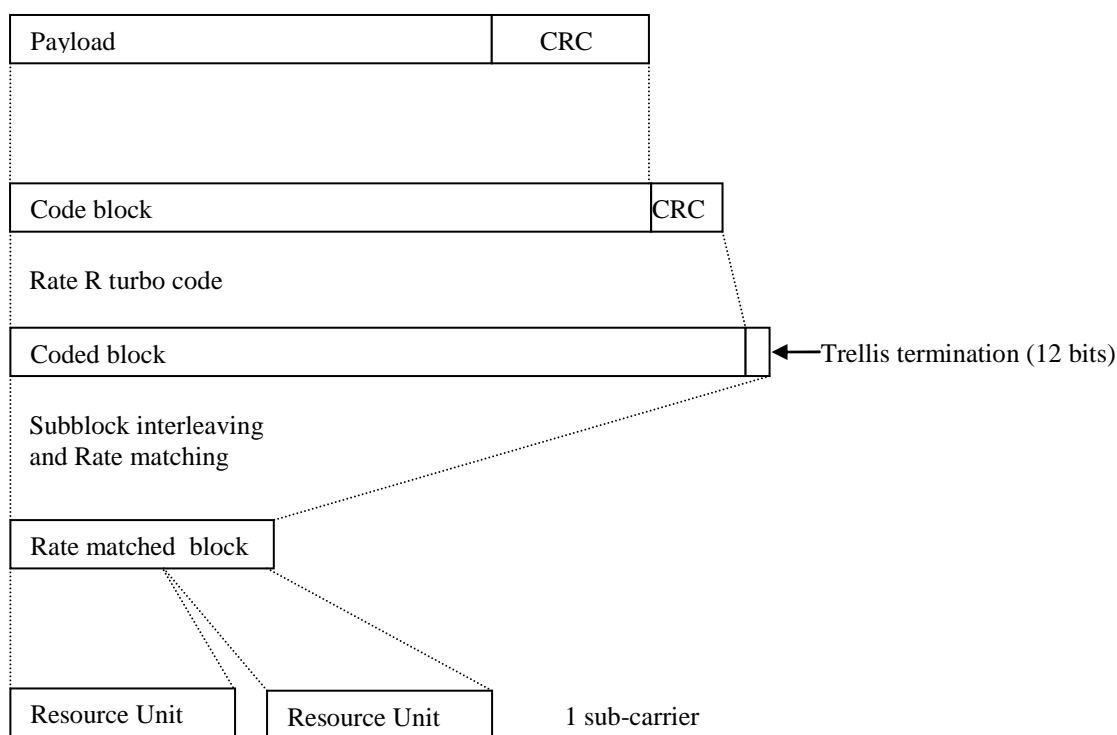 Payload CRC
Code block CRC
Rate R turbo code
Coded block Trellis termination (12 bits)
Subblock interleaving
and Rate matching
Rate matched block
Resource Unit Resource Unit 1 sub-carrier